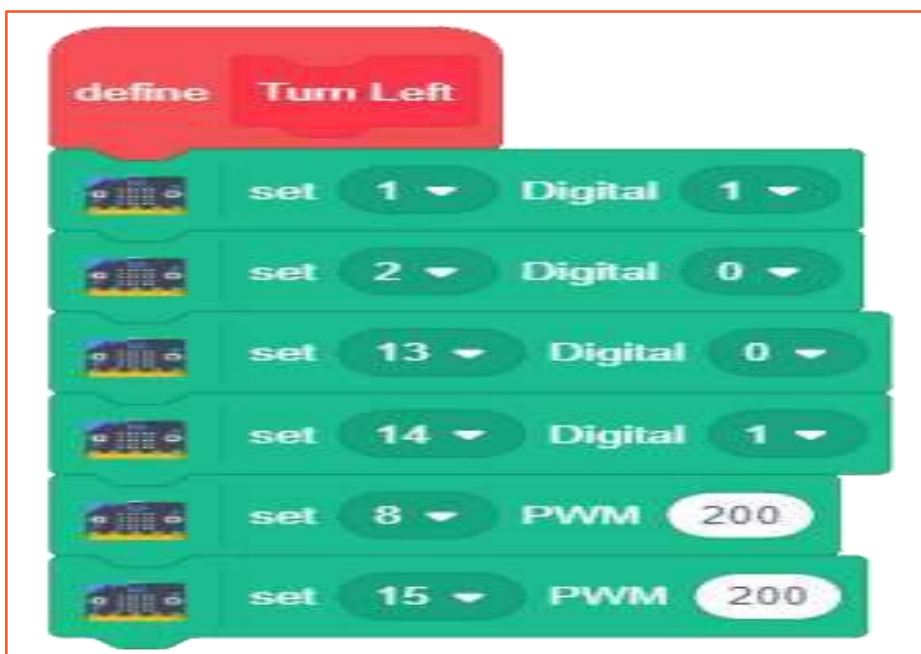 define Turn Left
set 1 Digital 1
set 2 Digital 0
set 13 Digital 0
set 14 Digital 1
set 8 PWM 200
set 15 PWM 200